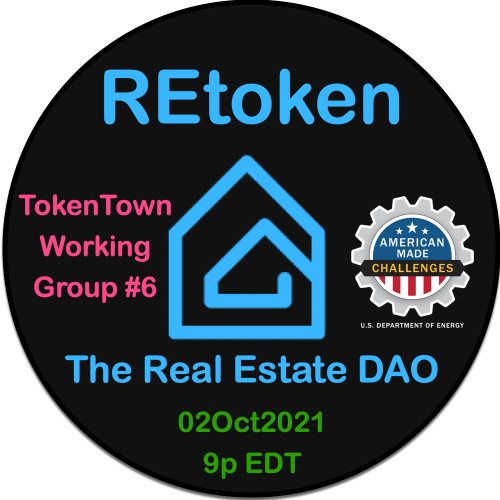 REtoken
TokenTown
Working
Group #6
AMERICAN
MADE
CHALLENGES
U.S. DEPARTMENT OF ENERGY
The Real Estate DAO
02Oct2021
9p EDT